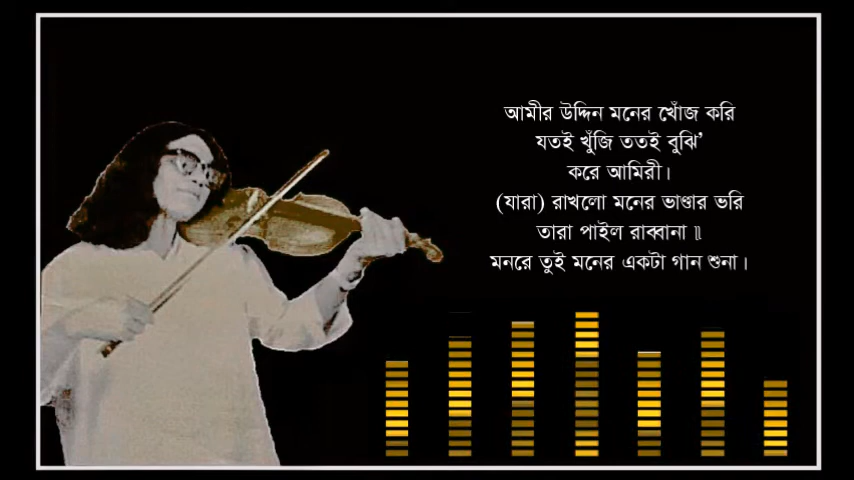 আমীর উদ্দিন মনের খোঁজ করি
যতই খুঁজি ততই বুঝি’
করে আমিরী।
(যারা) রাখলো মনের ভাণ্ডার ভরি
তারা পাইল রাব্বানা ॥
মনরে তুই মনের একটা গান শুনা।